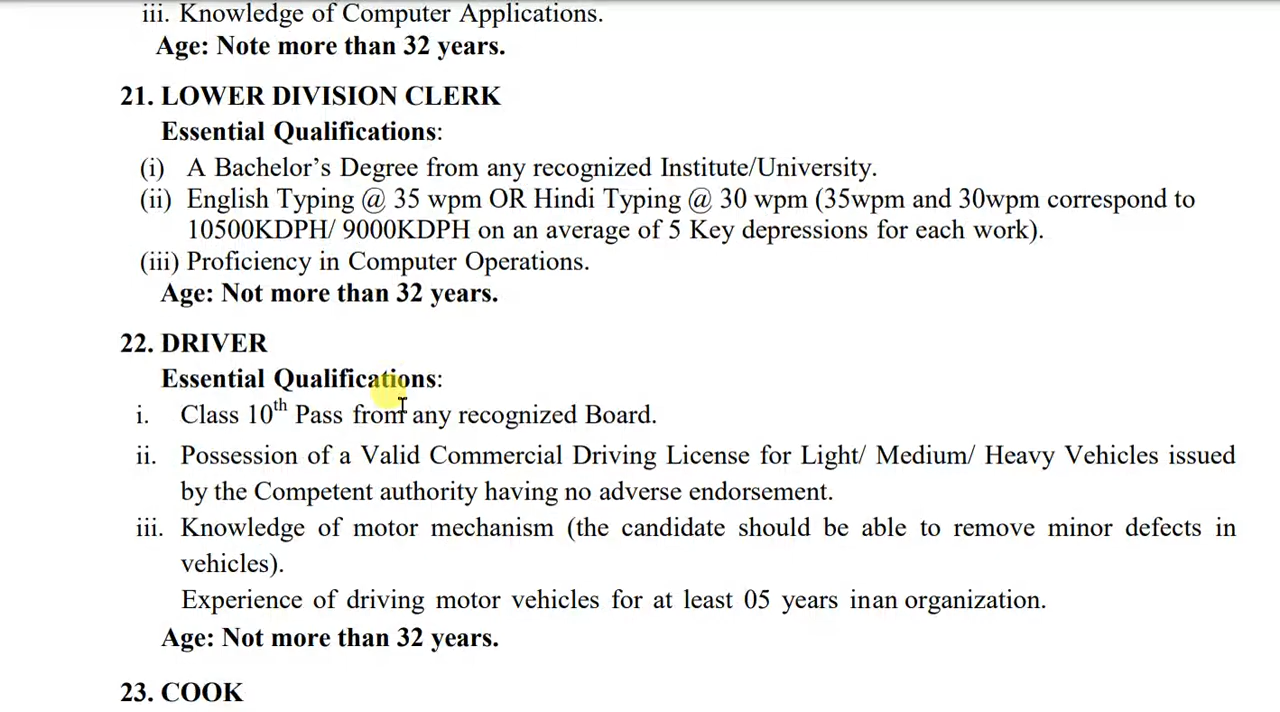 iii. Knowledge of Computer Applications.
Age: Note more than 32 years.
21. LOWER DIVISION CLERK
Essential Qualifications:
(i) A Bachelor’s Degree from any recognized Institute/University.
(ii) English Typing @ 35 wpm OR Hindi Typing @ 30 wpm (35wpm and 30wpm correspond to
10500KDPH/ 9000KDPH on an average of 5 Key depressions for each work).
(iii) Proficiency in Computer Operations.
Age: Not more than 32 years.
22. DRIVER
Essential Qualifications:
i. Class 10th Pass from any recognized Board.
ii. Possession of a Valid Commercial Driving License for Light/ Medium/ Heavy Vehicles issued
by the Competent authority having no adverse endorsement.
iii. Knowledge of motor mechanism (the candidate should be able to remove minor defects in
vehicles).
Experience of driving motor vehicles for at least 05 years inan organization.
Age: Not more than 32 years.
23. COOK